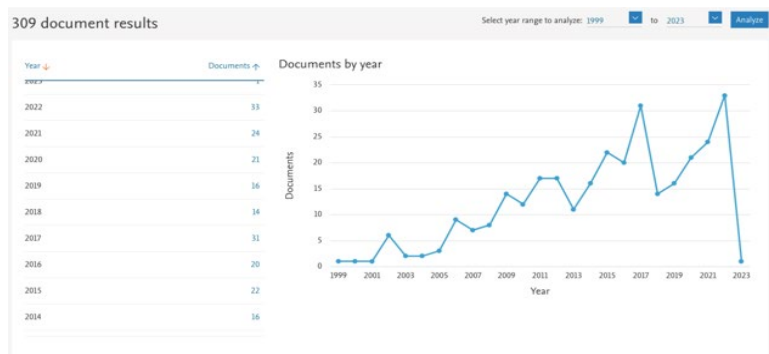 309 document results
Select year range to analyze: 1999 to 2023 Analyze
Year Documents
2023 1
2022 33
2021 24
2020 21
2019 16
2018 14
2017 31
2016 20
2015 22
2014 16
Documents by year
35
30
25
20
15
10
5
0
Documents
1999 2001 2003 2005 2007 2009 2011 2013 2015 2017 2019 2021 2023
Year